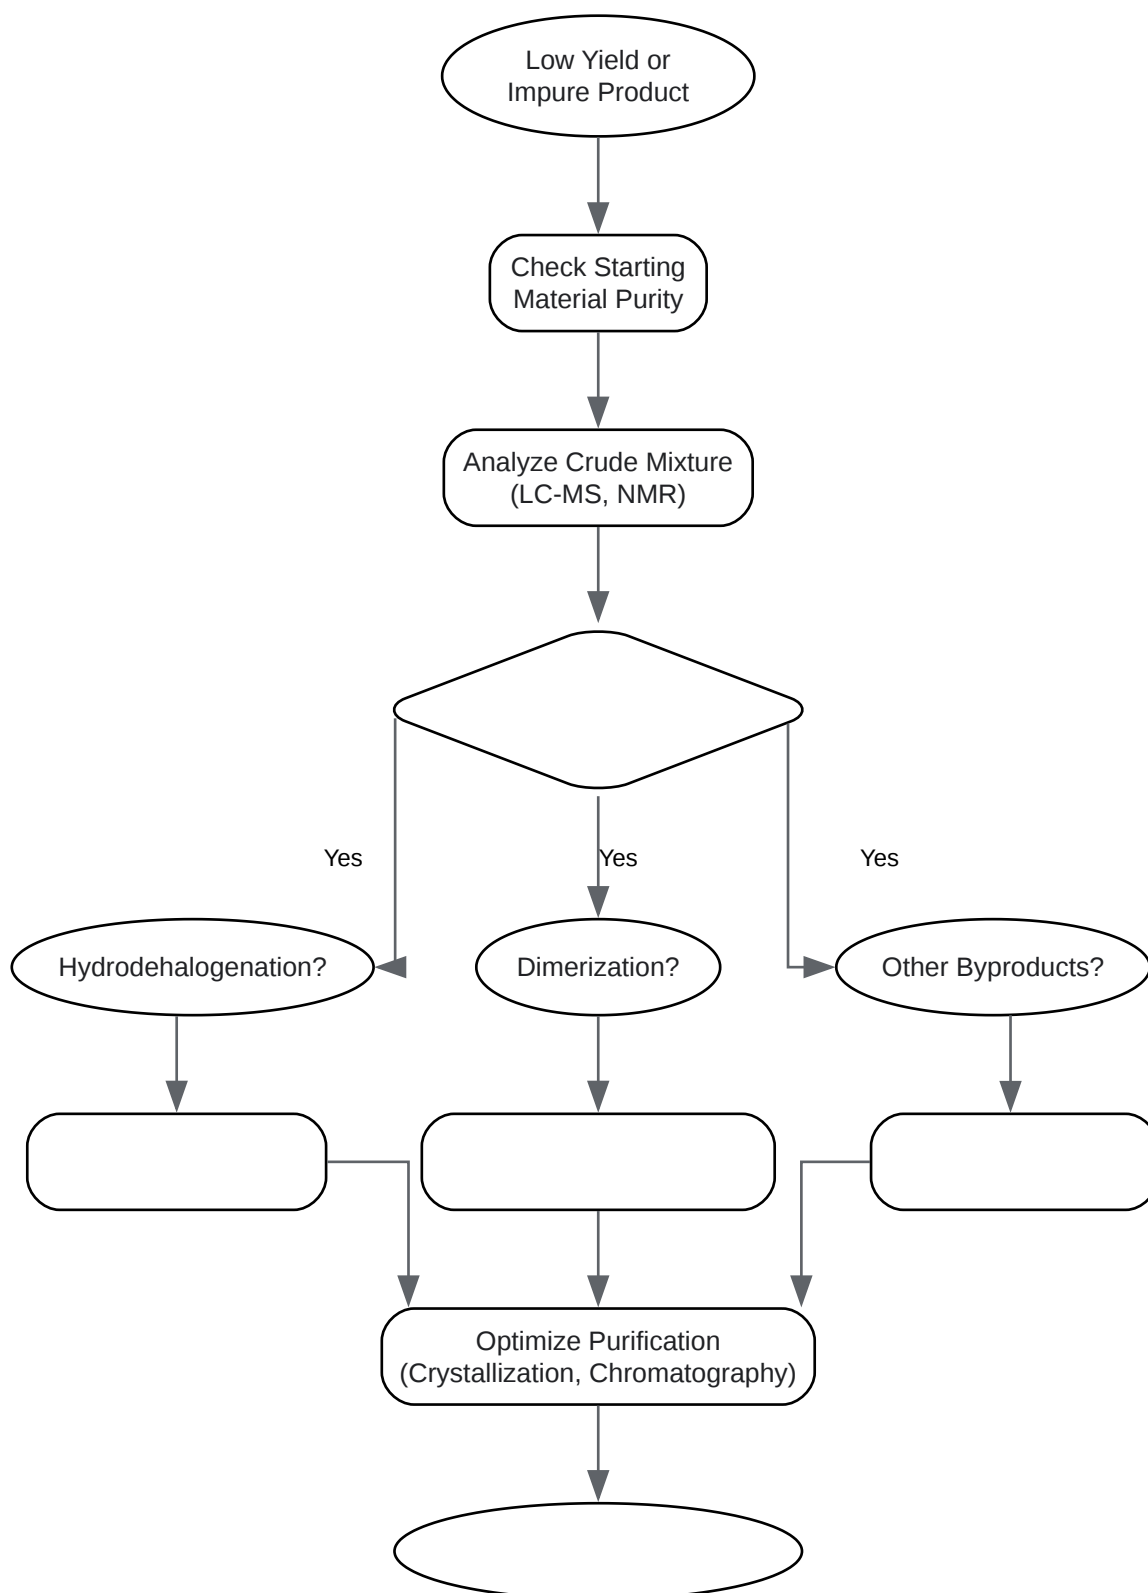 Low Yield or
Impure Product
Check Starting
Material Purity
Analyze Crude Mixture
(LC-MS, NMR)
Yes
Yes
Yes
Hydrodehalogenation?
Dimerization?
Other Byproducts?
Optimize Purification
(Crystallization, Chromatography)